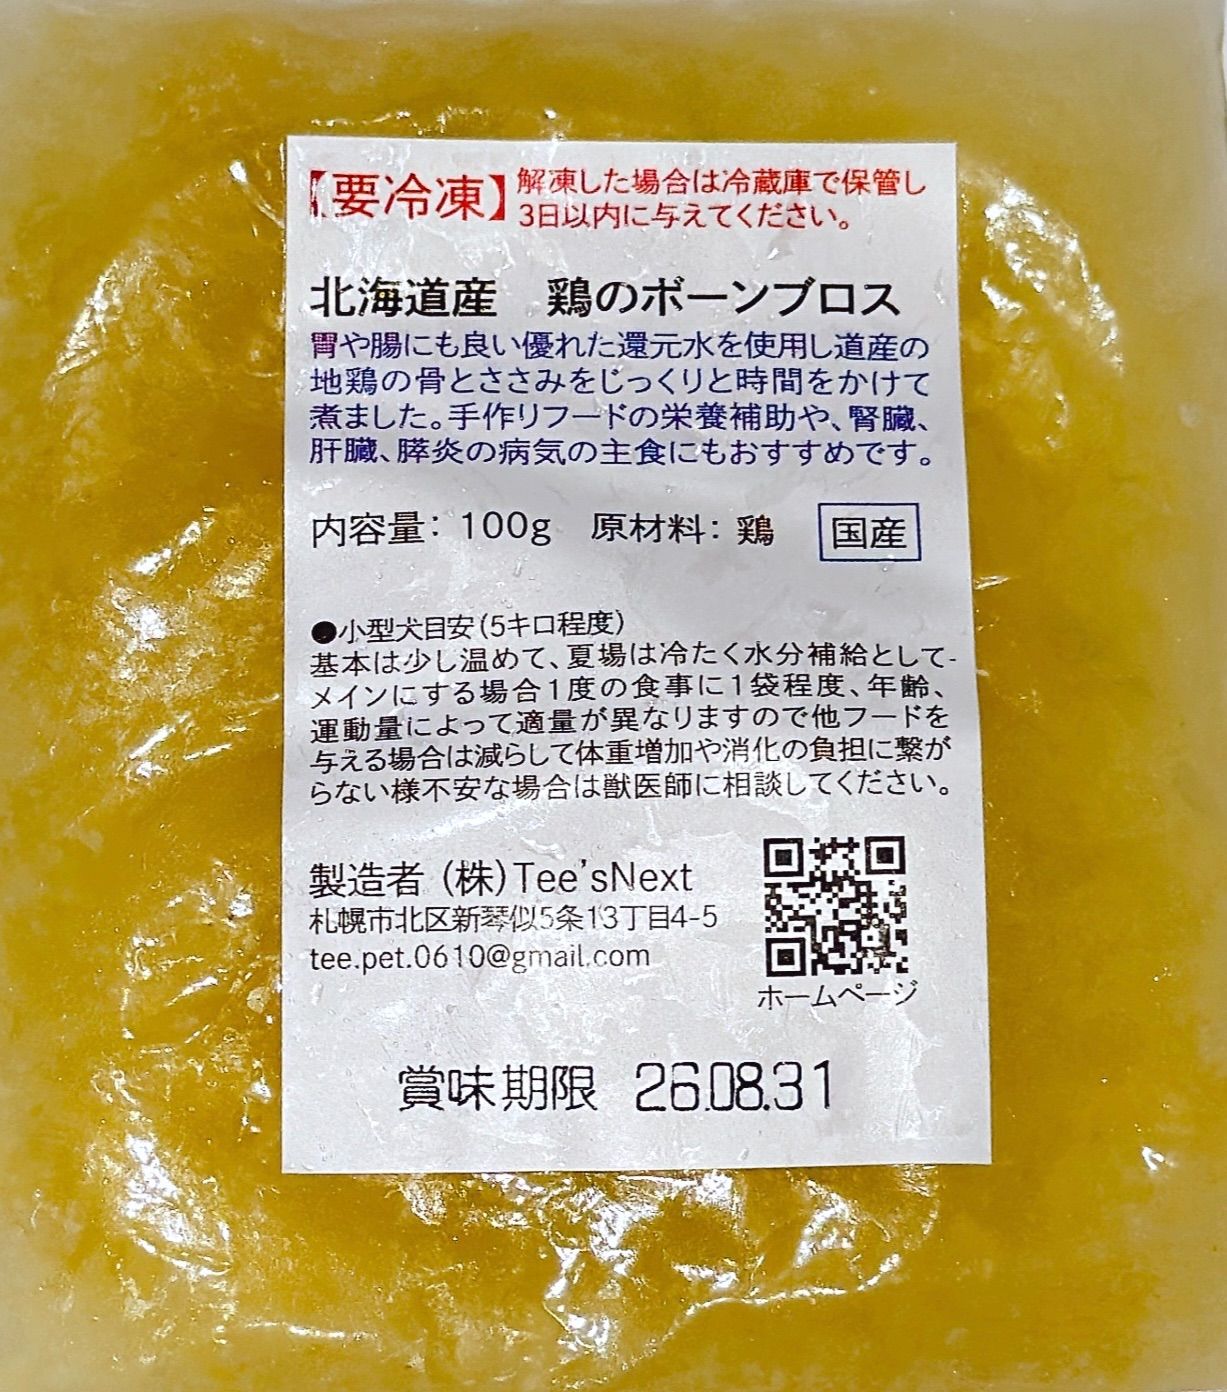 【要冷凍】解凍した場合は冷蔵庫で保管し
3日以内に与えてください。
北海道産　鶏のボーンブロス
胃や腸にも良い優れた還元水を使用し道産の
地鶏の骨とささみをじっくりと時間をかけて
煮ました。手作りフードの栄養補助や、腎臓、
肝臓、膵炎の病気の主食にもおすすめです。
内容量：100g　原材料：鶏　国産
●小型犬目安(5キロ程度)
基本は少し温めて、夏場は冷たく水分補給として-
メインにする場合1度の食事に1袋程度、年齢、
運動量によって適量が異なりますので他フードを
与える場合は減らして体重増加や消化の負担に繋が
らない様不安な場合は獣医師に相談してください。
製造者 (株)Tee'sNext
札幌市北区新琴似5条13丁目4-5
tee.pet.0610@gmail.com
ホームページ
賞味期限 26.08.31